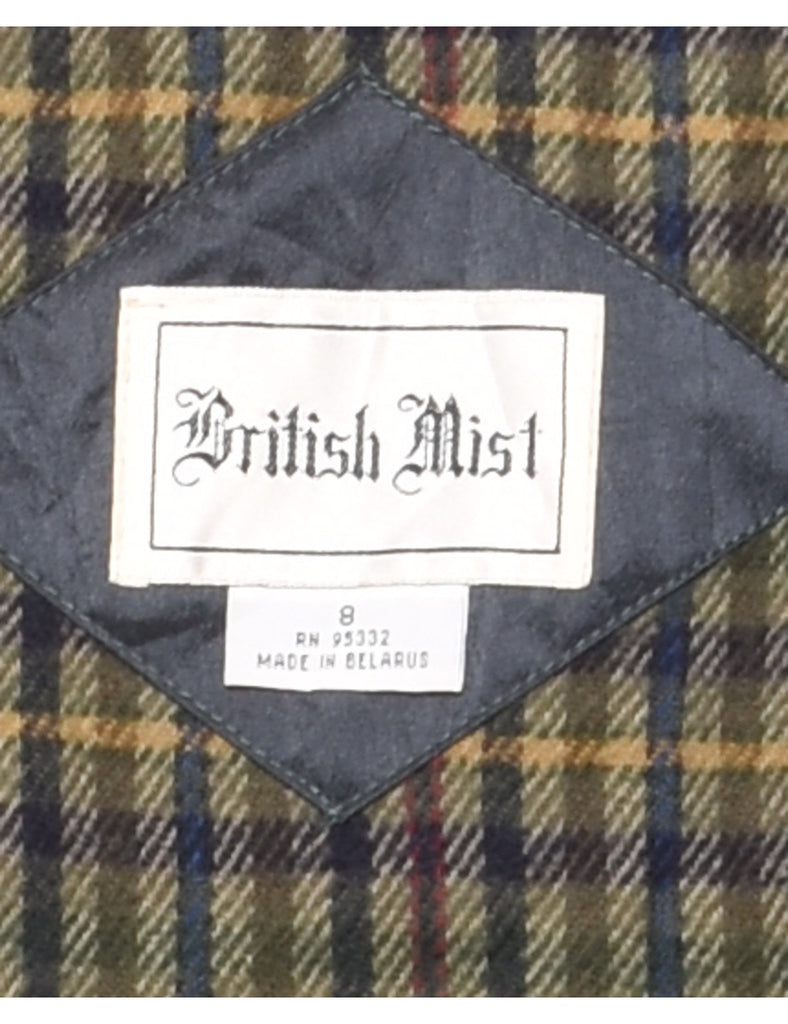 British Mist
8
RN 95332
MADE IN BELARUS